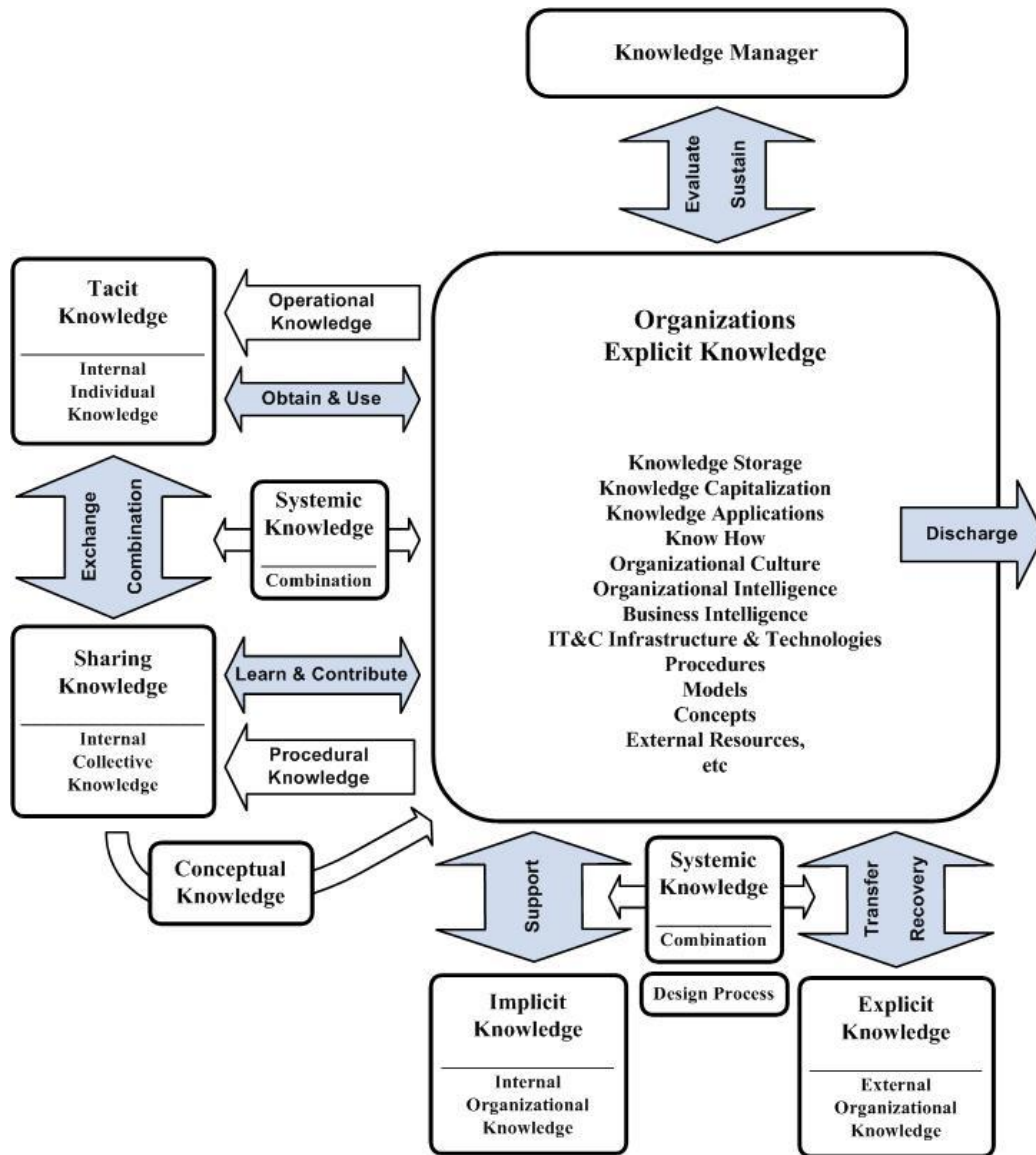 Knowledge Manager
Evaluate
Sustain
Tacit
Knowledge
Internal
Individual
Knowledge
Operational
Knowledge
Obtain & Use
Organizations
Explicit Knowledge
Knowledge Storage
Knowledge Capitalization
Knowledge Applications
Know How
Organizational Culture
Organizational Intelligence
Business Intelligence
IT&C Infrastructure & Technologies
Procedures
Models
Concepts
External Resources,
etc
Discharge
Exchange
Combination
Systemic
Knowledge
Combination
Sharing
Knowledge
Internal
Collective
Knowledge
Learn & Contribute
Procedural
Knowledge
Conceptual
Knowledge
Support
Systemic
Knowledge
Combination
Design Process
Transfer
Recovery
Implicit
Knowledge
Internal
Organizational
Knowledge
Explicit
Knowledge
External
Organizational
Knowledge